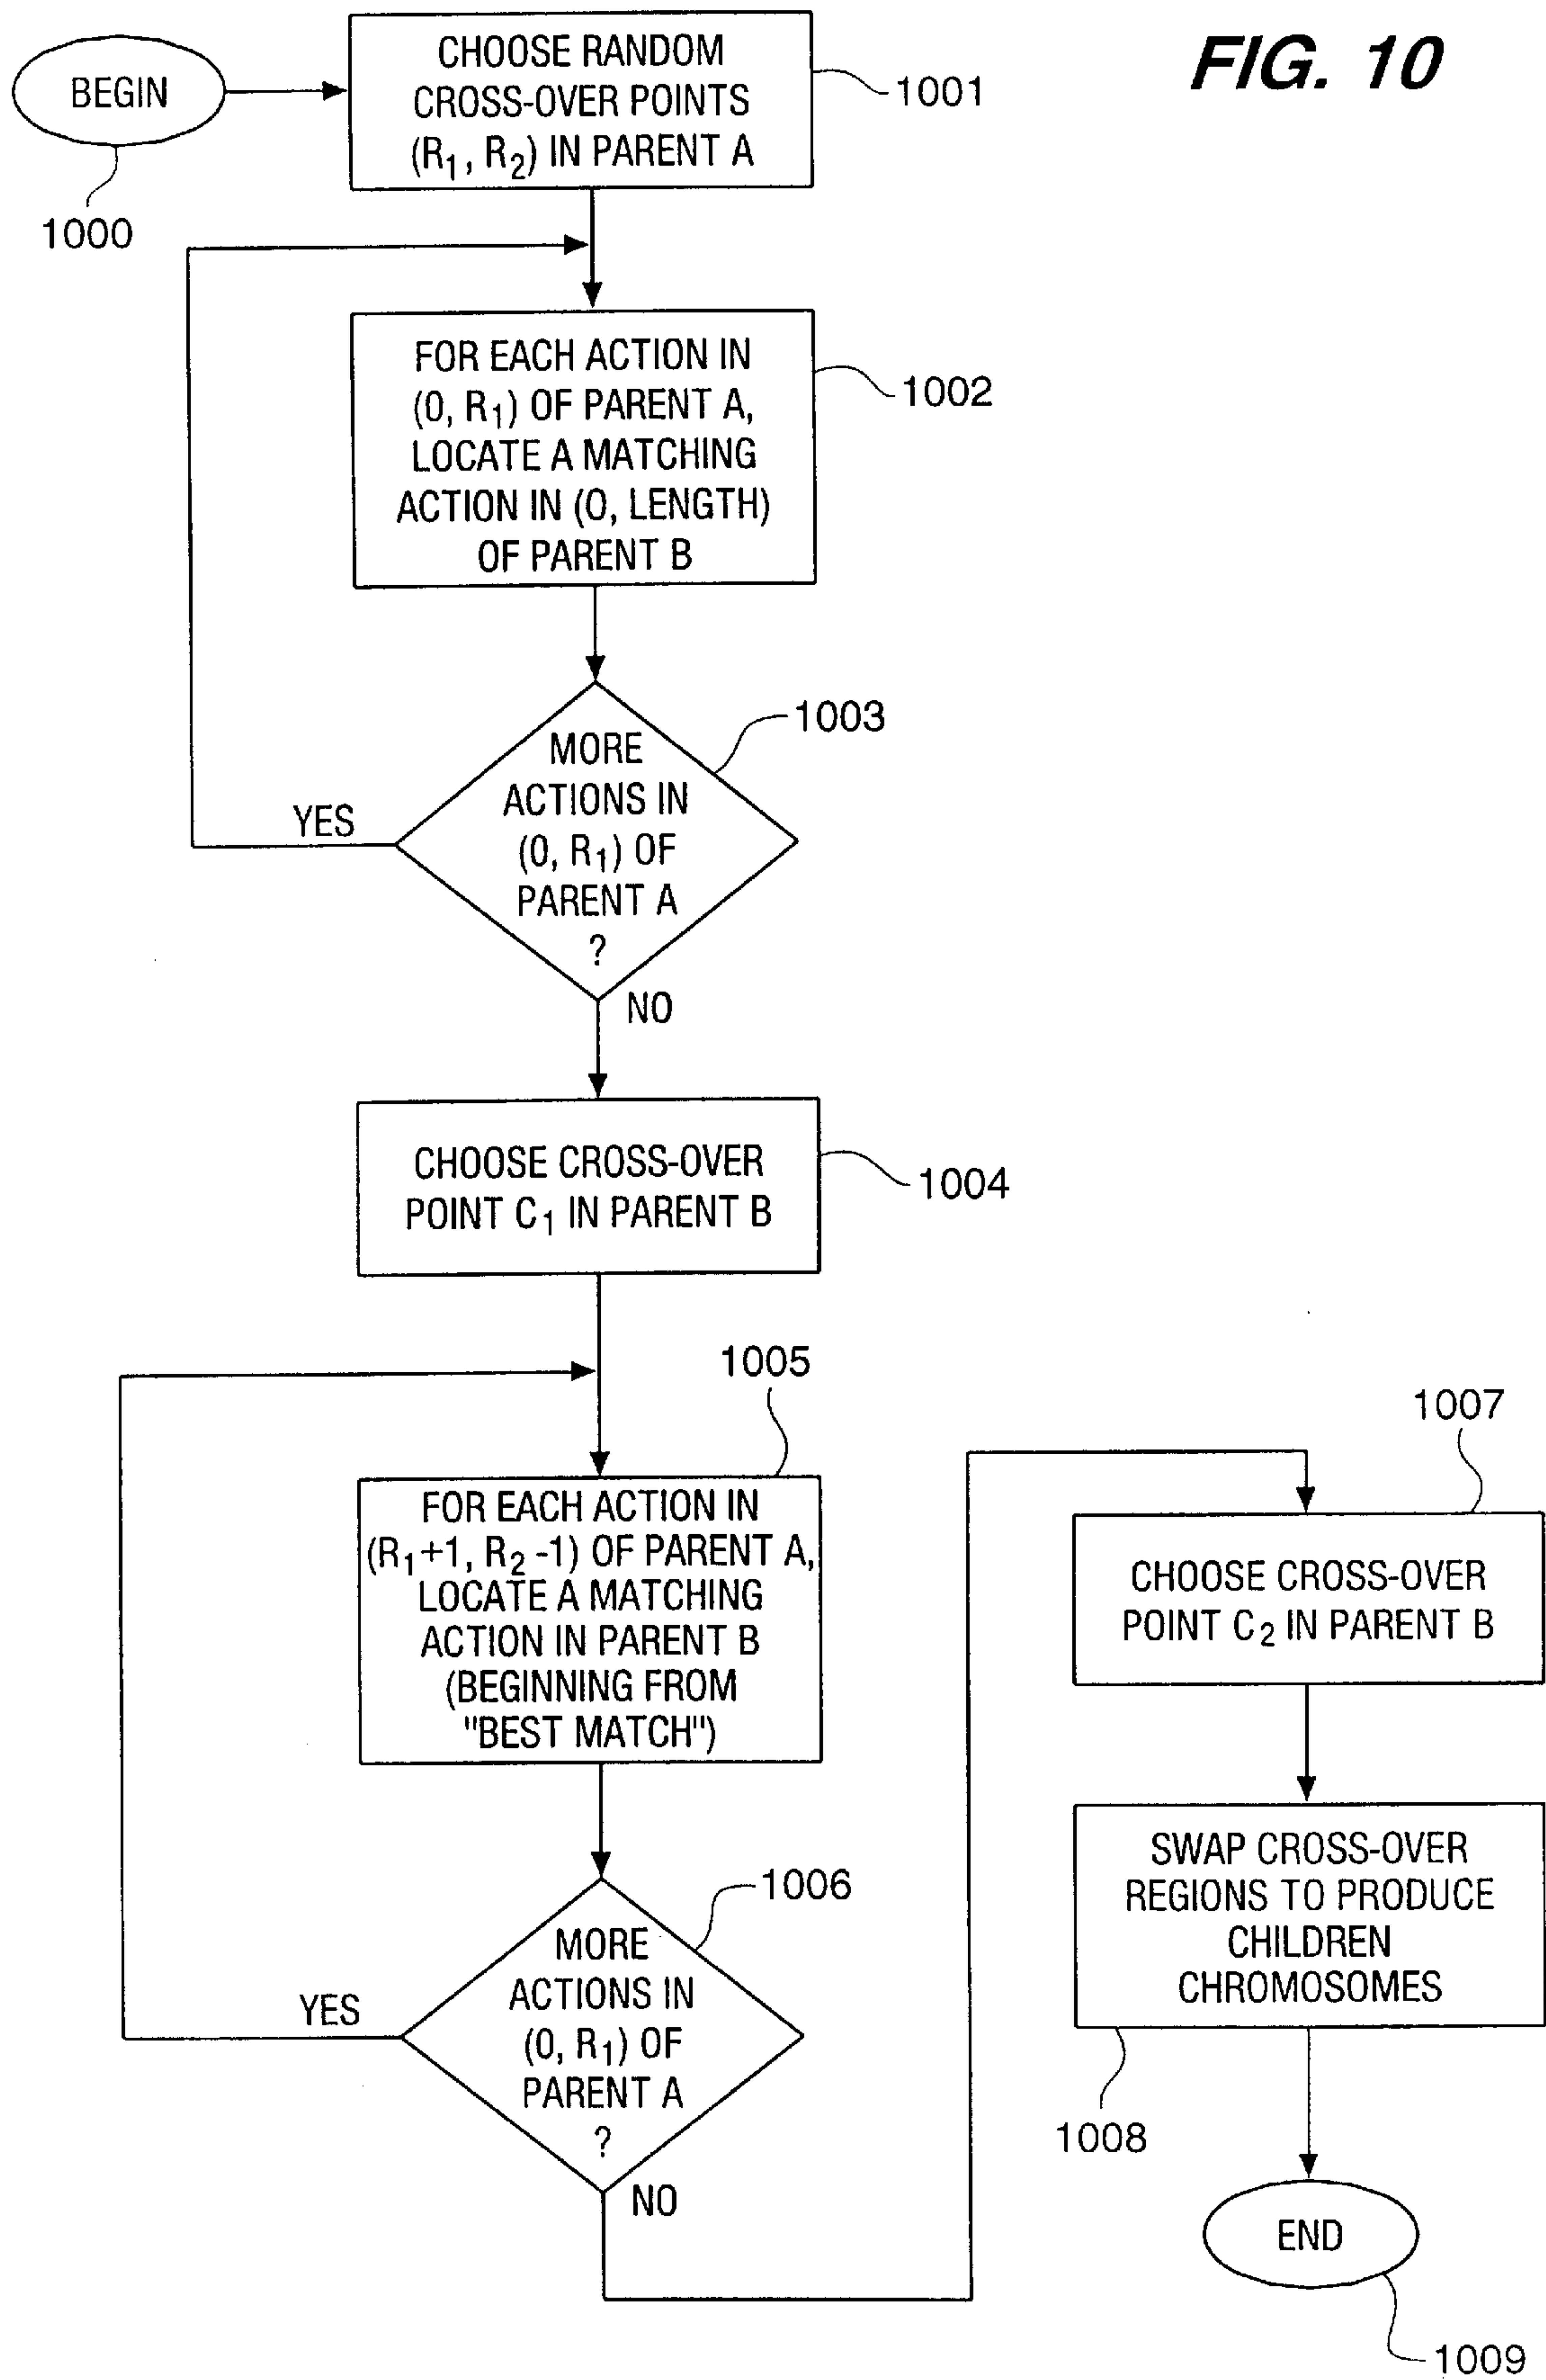 FIG. 10
BEGIN
1000
CHOOSE RANDOM
CROSS-OVER POINTS
(R₁, R₂) IN PARENT A
1001
FOR EACH ACTION IN
(0, R₁) OF PARENT A,
LOCATE A MATCHING
ACTION IN (0, LENGTH)
OF PARENT B
1002
MORE
ACTIONS IN
(0, R₁) OF
PARENT A
?
1003
YES
NO
CHOOSE CROSS-OVER
POINT C₁ IN PARENT B
1004
1005
FOR EACH ACTION IN
(R₁+1, R₂-1) OF PARENT A,
LOCATE A MATCHING
ACTION IN PARENT B
(BEGINNING FROM
"BEST MATCH")
MORE
ACTIONS IN
(0, R₁) OF
PARENT A
?
1006
YES
NO
1007
CHOOSE CROSS-OVER
POINT C₂ IN PARENT B
SWAP CROSS-OVER
REGIONS TO PRODUCE
CHILDREN
CHROMOSOMES
1008
END
1009